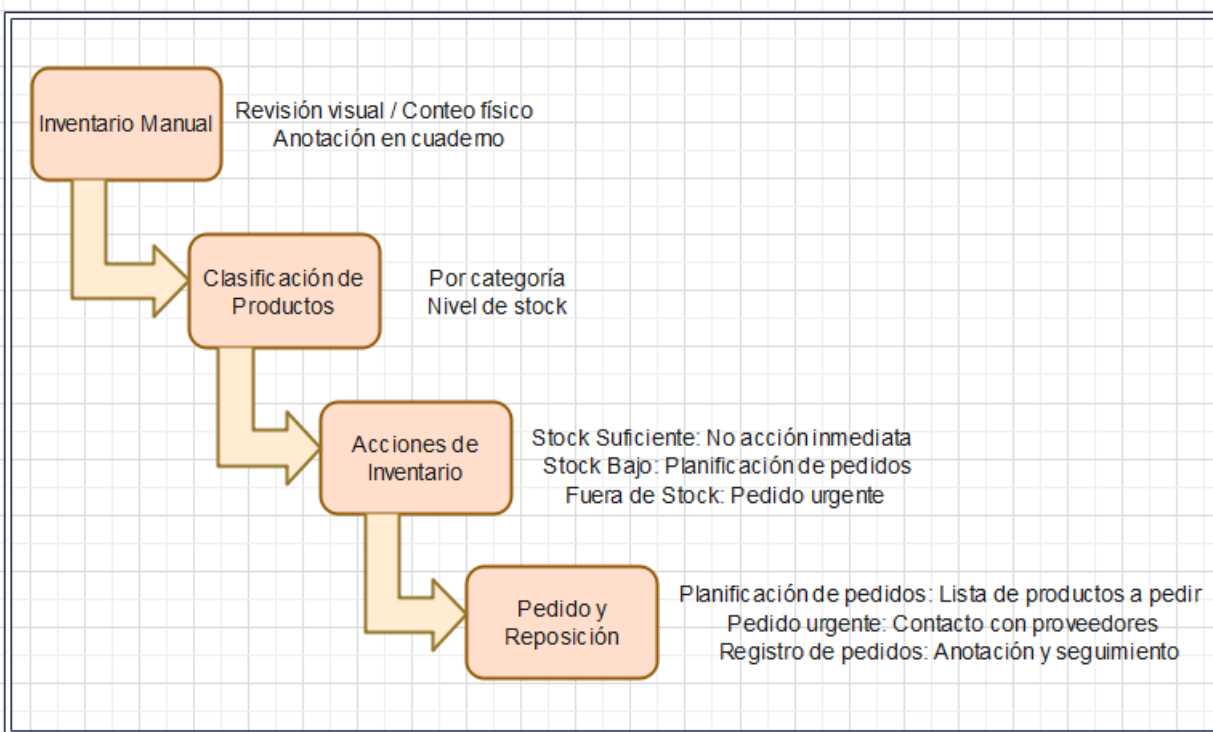 Inventario Manual
Revisión visual / Conteo físico
Anotación en cuaderno
Clasificación de
Productos
Por categoría
Nivel de stock
Acciones de
Inventario
Stock Suficiente: No acción inmediata
Stock Bajo: Planificación de pedidos
Fuera de Stock: Pedido urgente
Pedido y
Reposición
Planificación de pedidos: Lista de productos a pedir
Pedido urgente: Contacto con proveedores
Registro de pedidos: Anotación y seguimiento